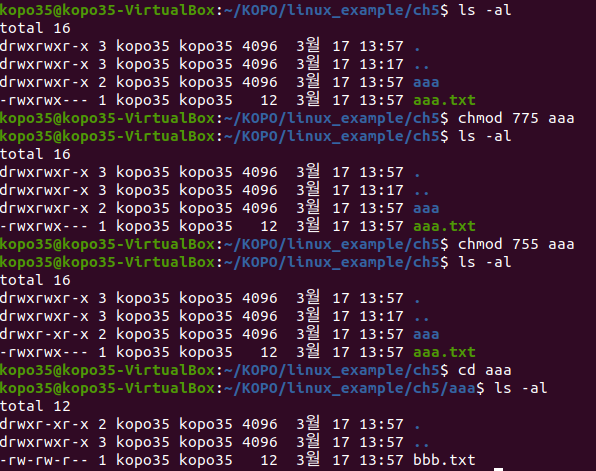 kopo35@kopo35-VirtualBox:~/KOPO/linux_example/ch5$ ls -al
total 16
drwxrwxr-x 3 kopo35 kopo35 4096  3월 17 13:57 .
drwxrwxr-x 3 kopo35 kopo35 4096  3월 17 13:17 ..
drwxrwxr-x 2 kopo35 kopo35 4096  3월 17 13:57 aaa
-rwxrwx--- 1 kopo35 kopo35   12  3월 17 13:57 aaa.txt
kopo35@kopo35-VirtualBox:~/KOPO/linux_example/ch5$ chmod 775 aaa
kopo35@kopo35-VirtualBox:~/KOPO/linux_example/ch5$ ls -al
total 16
drwxrwxr-x 3 kopo35 kopo35 4096  3월 17 13:57 .
drwxrwxr-x 3 kopo35 kopo35 4096  3월 17 13:17 ..
drwxrwxr-x 2 kopo35 kopo35 4096  3월 17 13:57 aaa
-rwxrwx--- 1 kopo35 kopo35   12  3월 17 13:57 aaa.txt
kopo35@kopo35-VirtualBox:~/KOPO/linux_example/ch5$ chmod 755 aaa
kopo35@kopo35-VirtualBox:~/KOPO/linux_example/ch5$ ls -al
total 16
drwxrwxr-x 3 kopo35 kopo35 4096  3월 17 13:57 .
drwxrwxr-x 3 kopo35 kopo35 4096  3월 17 13:17 ..
drwxr-xr-x 2 kopo35 kopo35 4096  3월 17 13:57 aaa
-rwxrwx--- 1 kopo35 kopo35   12  3월 17 13:57 aaa.txt
kopo35@kopo35-VirtualBox:~/KOPO/linux_example/ch5$ cd aaa
kopo35@kopo35-VirtualBox:~/KOPO/linux_example/ch5/aaa$ ls -al
total 12
drwxr-xr-x 2 kopo35 kopo35 4096  3월 17 13:57 .
drwxrwxr-x 3 kopo35 kopo35 4096  3월 17 13:57 ..
-rw-rw-r-- 1 kopo35 kopo35   12  3월 17 13:57 bbb.txt